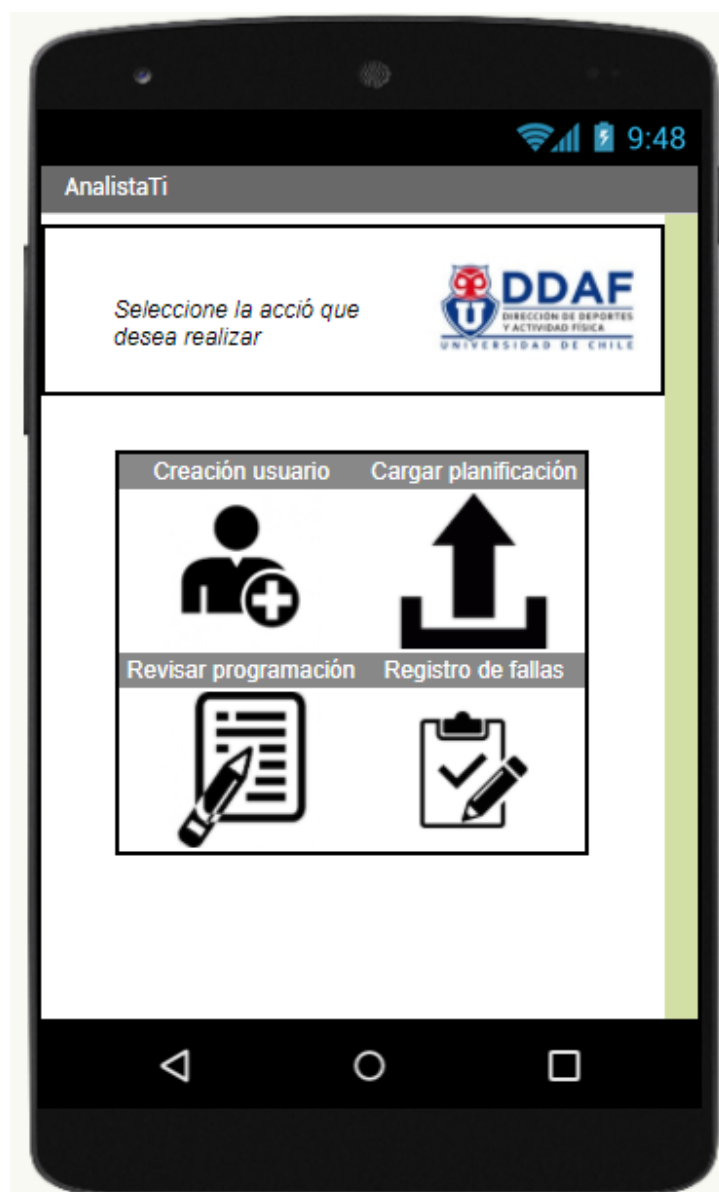 9:48
AnalistaTi
Seleccione la acció que
desea realizar
DDAF
DIRECCIÓN DE DEPORTES
Y ACTIVIDAD FÍSICA
UNIVERSIDAD DE CHILE
Creación usuario Cargar planificación
Revisar programación Registro de fallas